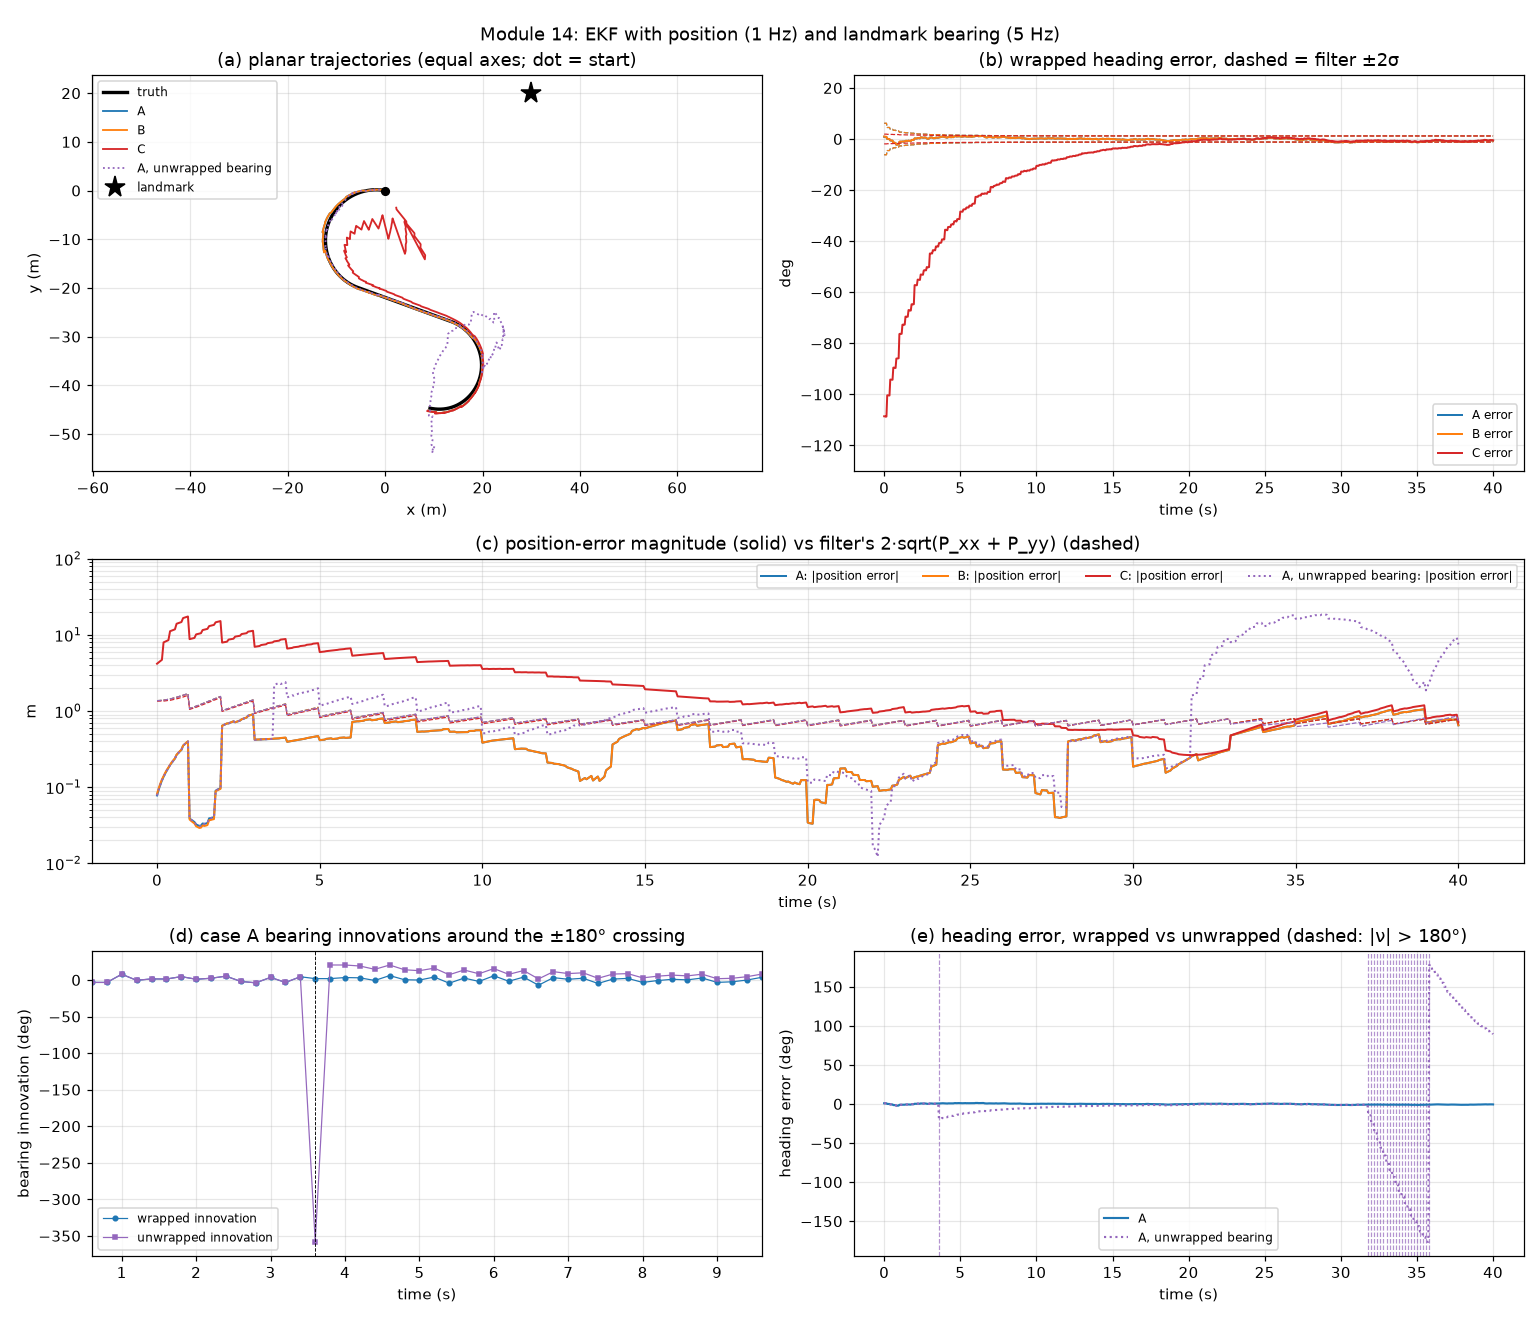 Module 14: EKF with position (1 Hz) and landmark bearing (5 Hz)
(a) planar trajectories (equal axes; dot = start)
truth
A
B
C
A, unwrapped bearing
landmark
20
10
0
−10
−20
−30
−40
−50
y (m)
−60 −40 −20 0 20 40 60
x (m)
(b) wrapped heading error, dashed = filter ±2σ
20
0
−20
−40
−60
−80
−100
−120
deg
A error
B error
C error
0 5 10 15 20 25 30 35 40
time (s)
(c) position-error magnitude (solid) vs filter's 2·sqrt(P_xx + P_yy) (dashed)
A: |position error| B: |position error| C: |position error| A, unwrapped bearing: |position error|
10²
10¹
10⁰
10⁻¹
10⁻²
m
0 5 10 15 20 25 30 35 40
time (s)
(d) case A bearing innovations around the ±180° crossing
0
−50
−100
−150
−200
−250
−300
−350
bearing innovation (deg)
wrapped innovation
unwrapped innovation
1 2 3 4 5 6 7 8 9
time (s)
(e) heading error, wrapped vs unwrapped (dashed: |ν| > 180°)
150
100
50
0
−50
−100
−150
heading error (deg)
A
A, unwrapped bearing
0 5 10 15 20 25 30 35 40
time (s)